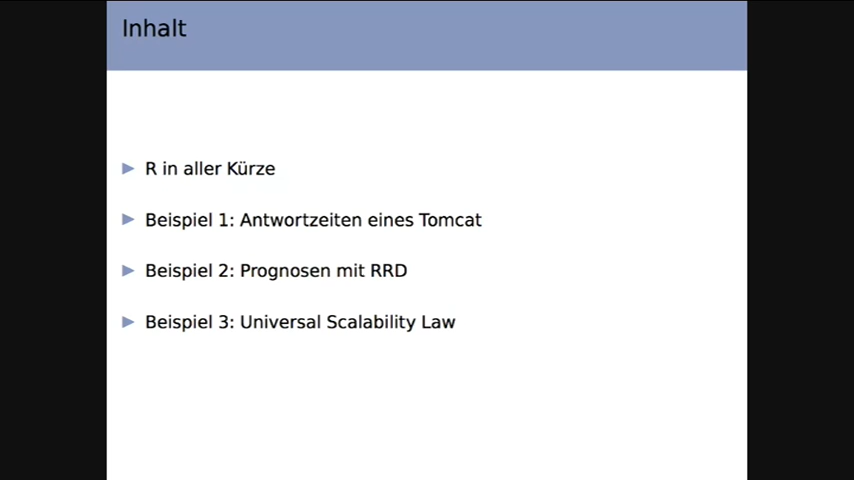 Inhalt
R in aller Kürze
Beispiel 1: Antwortzeiten eines Tomcat
Beispiel 2: Prognosen mit RRD
Beispiel 3: Universal Scalability Law